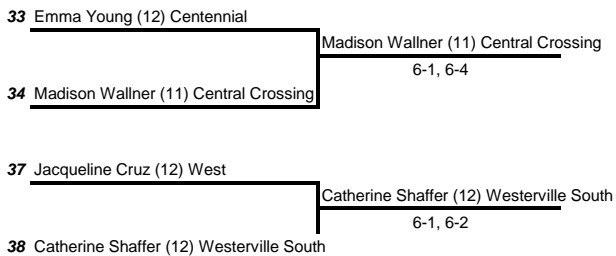 33 Emma Young (12) Centennial
Madison Wallner (11) Central Crossing
6-1, 6-4
34 Madison Wallner (11) Central Crossing
37 Jacqueline Cruz (12) West
Catherine Shaffer (12) Westerville South
6-1, 6-2
38 Catherine Shaffer (12) Westerville South